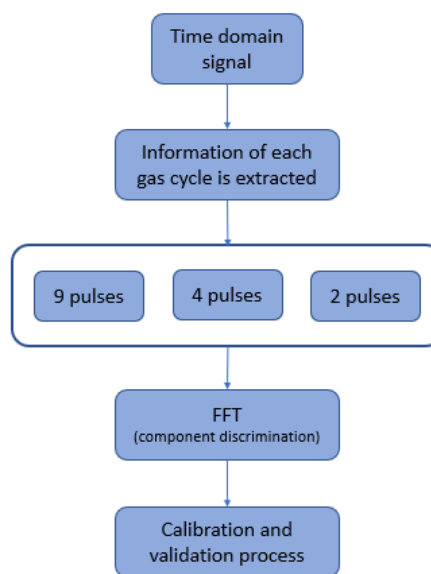 Time domain
signal
Information of each
gas cycle is extracted
9 pulses
4 pulses
2 pulses
FFT
(component discrimination)
Calibration and
validation process